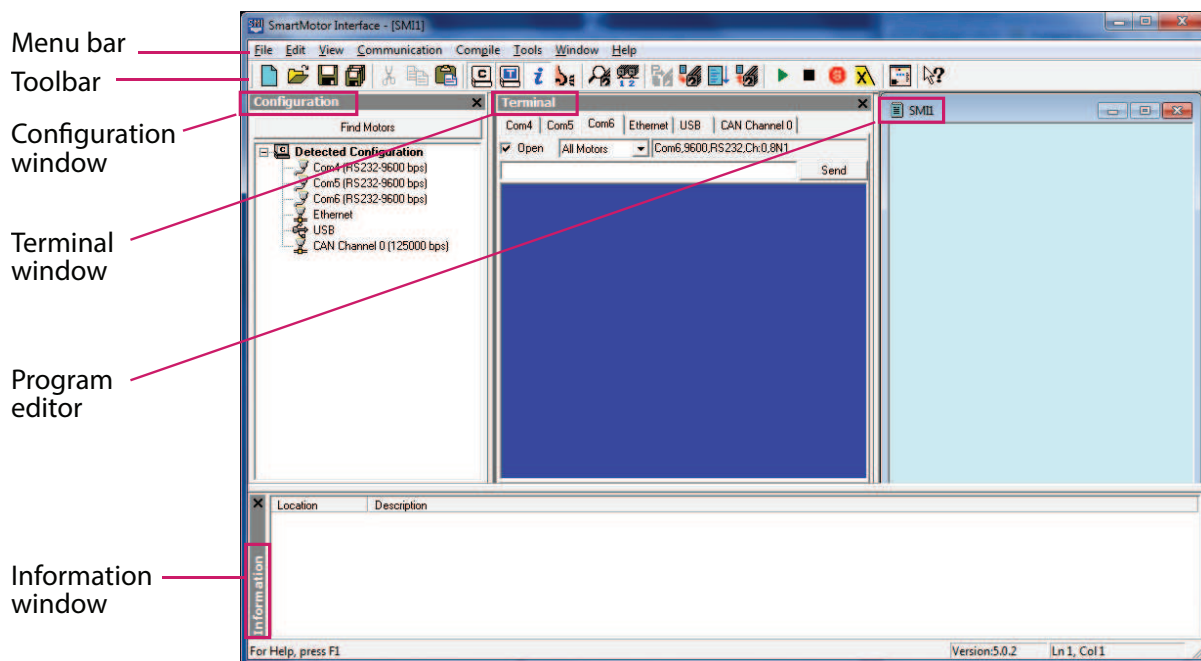 SmartMotor Interface - [SMI1]
Menu bar
File Edit View Communication Compile Tools Window Help
Toolbar
Configuration
window
Configuration
Find Motors
Detected Configuration
Com4 (RS232-9600 bps)
Com5 (RS232-9600 bps)
Com6 (RS232-9600 bps)
Ethernet
USB
CAN Channel 0 (125000 bps)
Terminal
window
Terminal
Com4 Com5 Com6 Ethernet USB CAN Channel 0
Open All Motors Com6,9600,RS232,Ch:0,8N1
Send
Program
editor
SMI1
Information
window
Location Description
Information
For Help, press F1 Version:5.0.2 Ln 1, Col 1